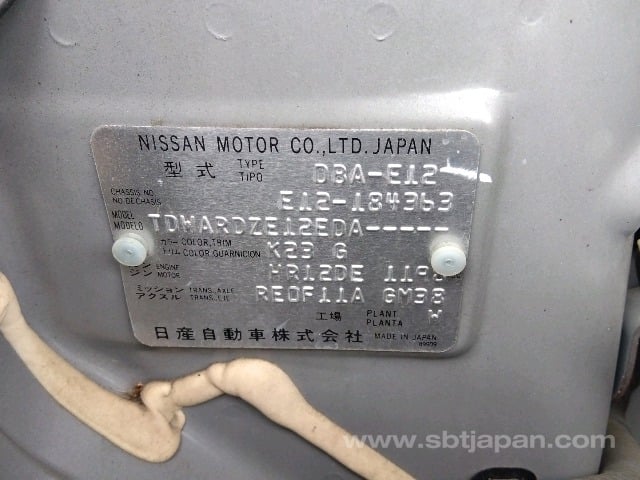 NISSAN MOTOR CO., LTD. JAPAN
型式 TYPE TIPO DBA-E12
CHASSIS NO. NO. DE CHASIS E12-184363
MODEL MODELO TDWARDZE12EDA-----
カラー COLOR, TRIM トリム COLOR, GUARNICION K23 G
エンジン ENGINE MOTOR HR12DE
ミッション TRANS. AXLE アクスル TRANS. EJE RE0F11A GM38
工場 PLANT PLANTA W
日産自動車株式会社 MADE IN JAPAN
www.sbtjapan.com